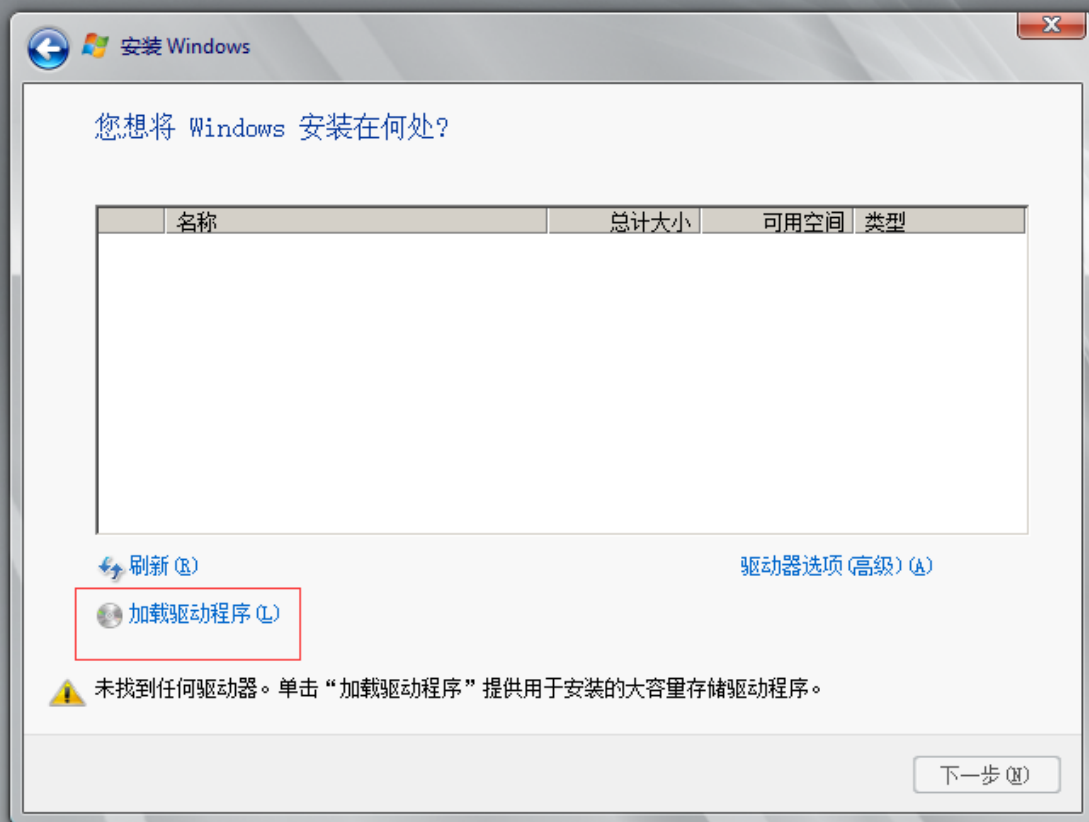 安装 Windows
您想将 Windows 安装在何处?
名称 总计大小 可用空间 类型
刷新(R) 驱动器选项(高级)(A)
加载驱动程序(L)
未找到任何驱动器。单击“加载驱动程序”提供用于安装的大容量存储驱动程序。
下一步(N)